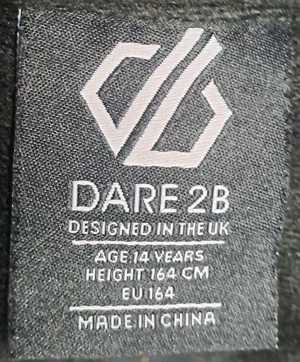 DARE 2B
DESIGNED IN THE UK
AGE 14 YEARS
HEIGHT 164 CM
EU 164
MADE IN CHINA